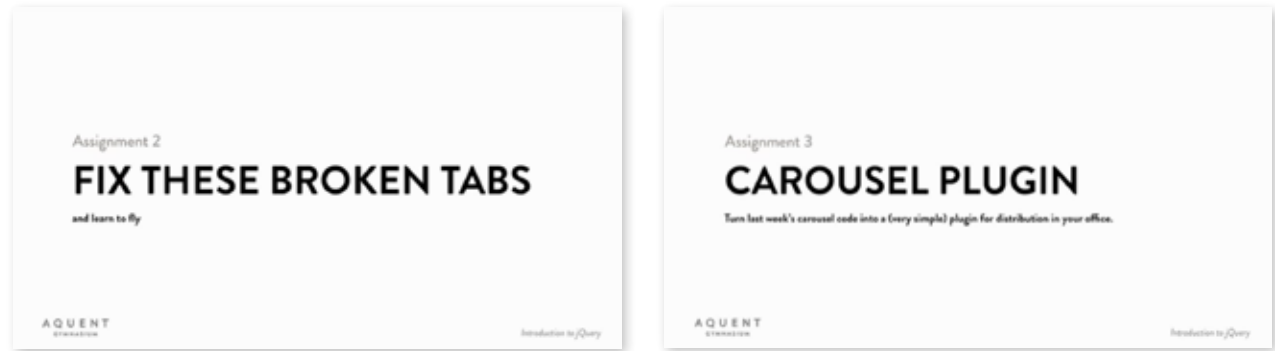 Assignment 2
FIX THESE BROKEN TABS
and learn to fly
AQUENT
GYMNASIUM
Introduction to jQuery
Assignment 3
CAROUSEL PLUGIN
Turn last week's carousel code into a (very simple) plugin for distribution in your office.
AQUENT
GYMNASIUM
Introduction to jQuery